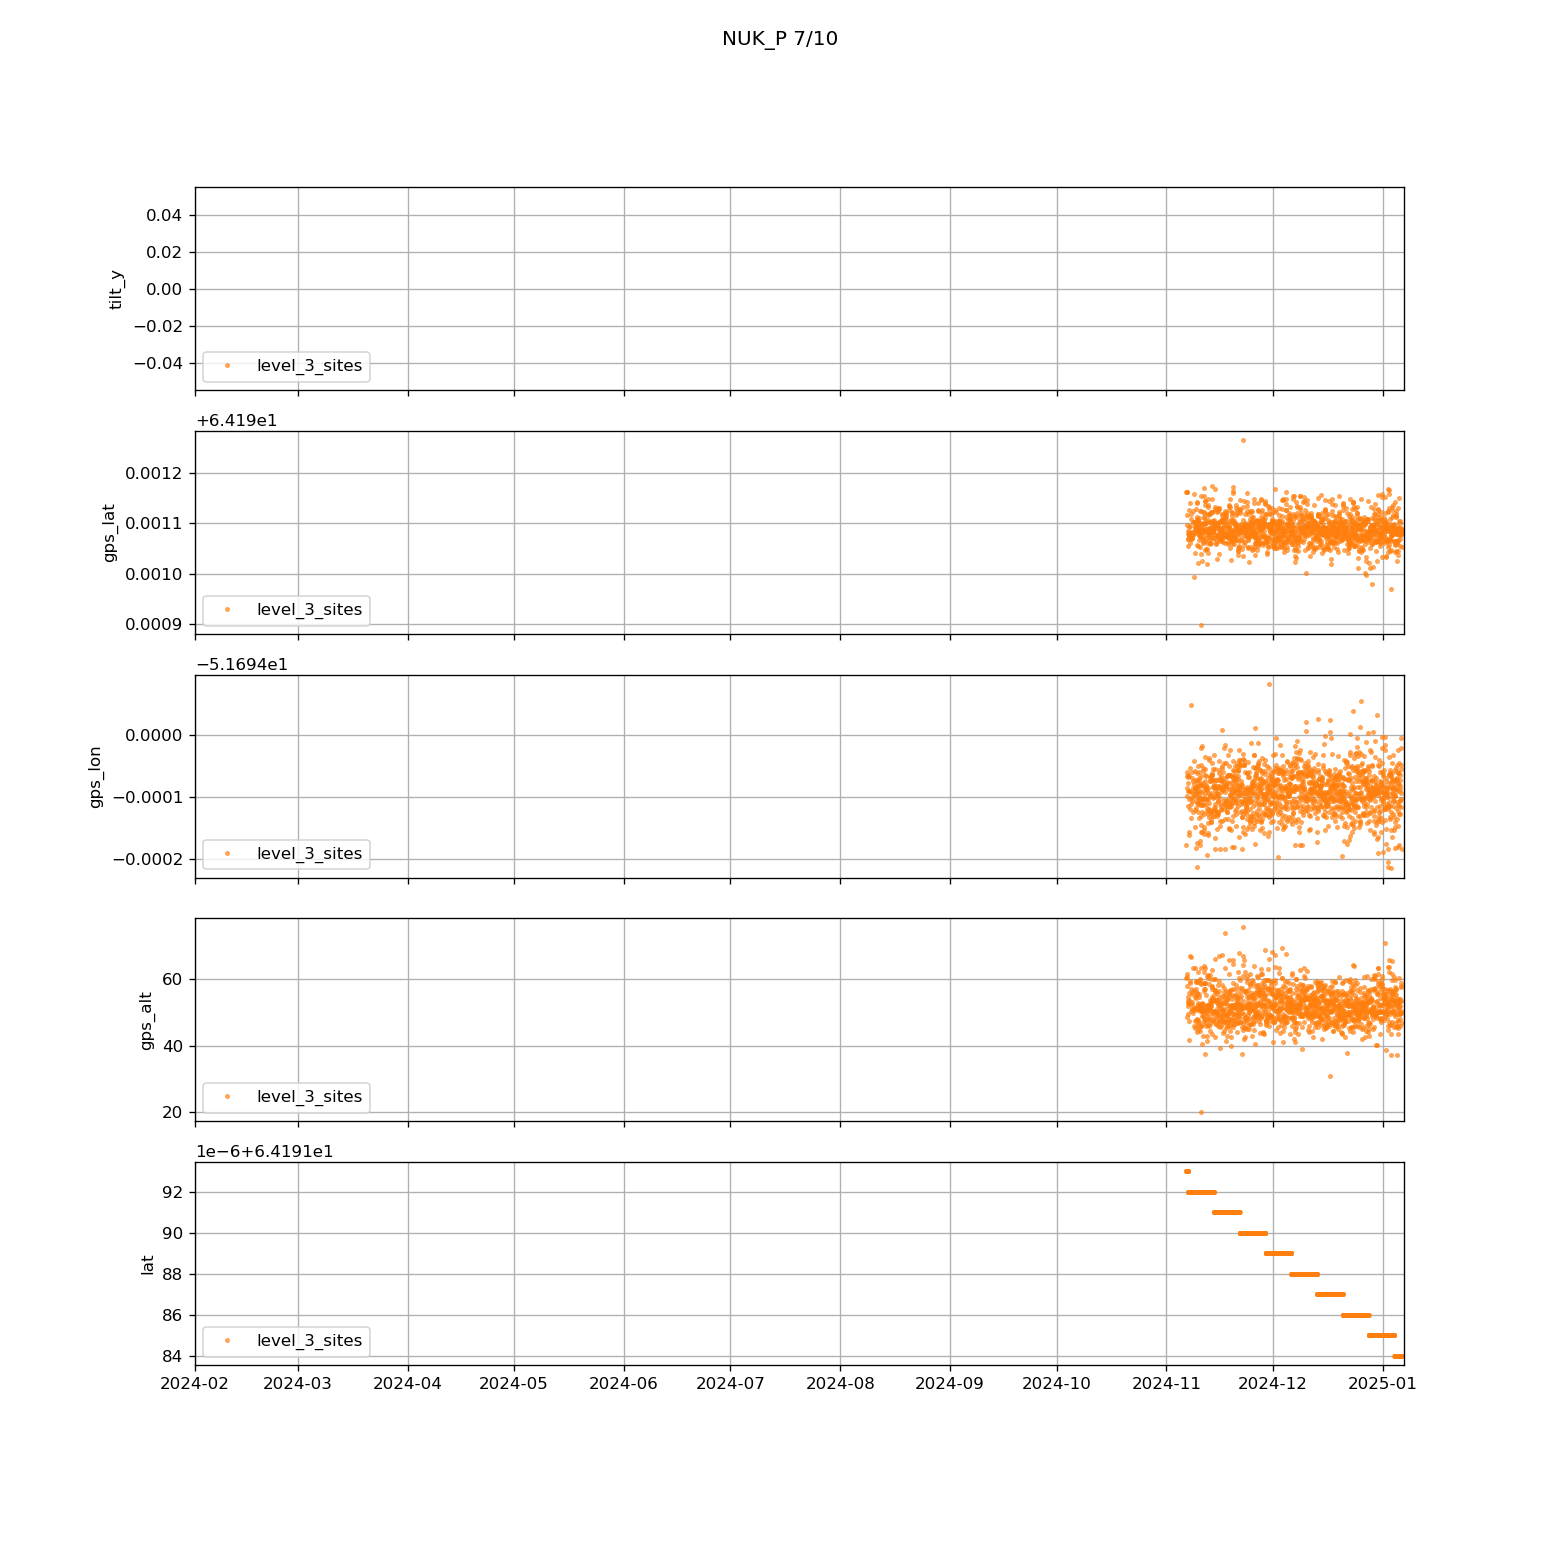 NUK_P 7/10
0.04
0.02
0.00
−0.02
−0.04
tilt_y
level_3_sites
+6.419e1
0.0012
0.0011
0.0010
0.0009
gps_lat
level_3_sites
−5.1694e1
0.0000
−0.0001
−0.0002
gps_lon
level_3_sites
60
40
20
gps_alt
level_3_sites
1e−6+6.4191e1
92
90
88
86
84
lat
level_3_sites
2024-02 2024-03 2024-04 2024-05 2024-06 2024-07 2024-08 2024-09 2024-10 2024-11 2024-12 2025-01